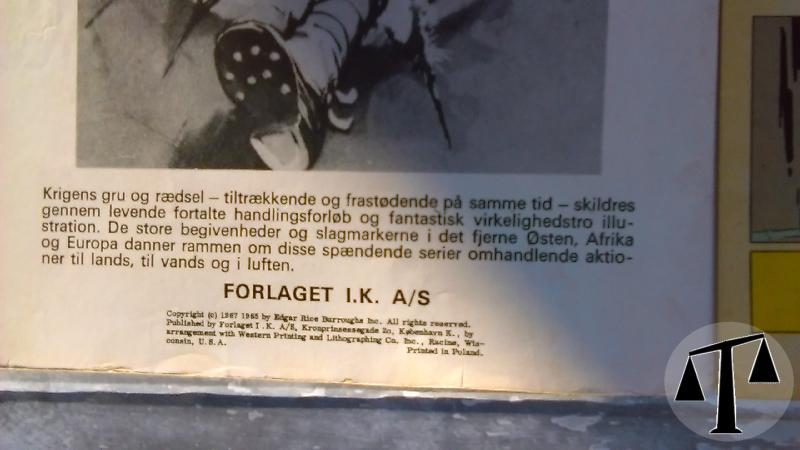 Krigens gru og rædsel – tiltrækkende og frastødende på samme tid – skildres
gennem levende fortalte handlingsforløb og fantastisk virkelighedstro illu-
stration. De store begivenheder og slagmarkerne i det fjerne Østen, Afrika
og Europa danner rammen om disse spændende serier omhandlende aktio-
ner til lands, til vands og i luften.
FORLAGET I.K. A/S
Copyright (c) 1967 1965 by Edgar Rice Burroughs Inc. All rights reserved.
Published by Forlaget I.K. A/S, Kronprinsessegade 20, København K., by
arrangement with Western Printing and Lithographing Co. Inc., Racine, Wis-
consin, U.S.A.
Printed in Poland.